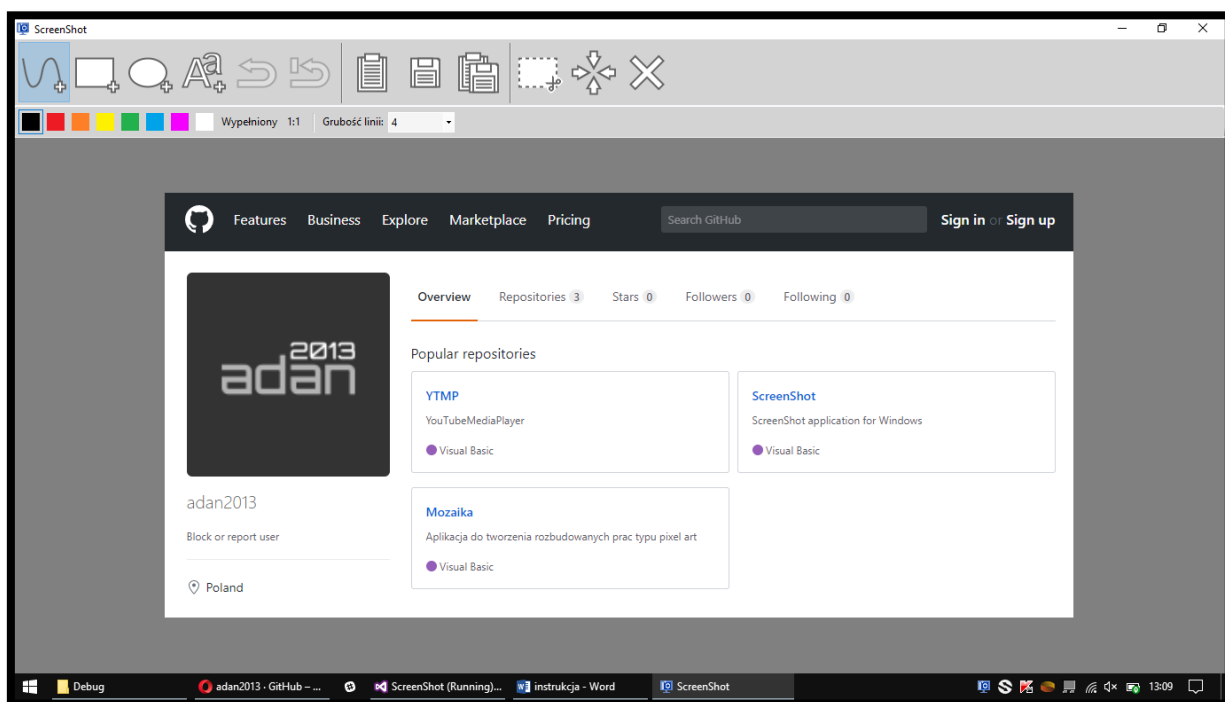 ScreenShot
Aa
Wypełniony 1:1 Grubość linii: 4
Features Business Explore Marketplace Pricing Search GitHub Sign in or Sign up
Overview Repositories 3 Stars 0 Followers 0 Following 0
2013
adan
Popular repositories
YTMP
YouTubeMediaPlayer
Visual Basic
ScreenShot
ScreenShot application for Windows
Visual Basic
adan2013
Block or report user
Poland
Mozaika
Aplikacja do tworzenia rozbudowanych prac typu pixel art
Visual Basic
Debug adan2013 · GitHub – ... ScreenShot (Running)... instrukcja - Word ScreenShot 13:09